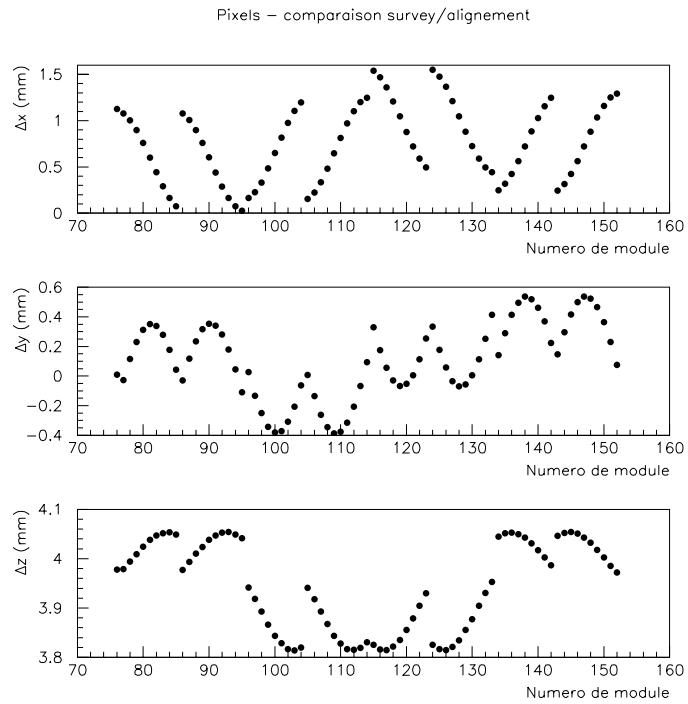 Pixels – comparaison survey/alignement
Δx (mm)
1.5
1
0.5
0
70 80 90 100 110 120 130 140 150 160
Numero de module
Δy (mm)
0.6
0.4
0.2
0
−0.2
−0.4
70 80 90 100 110 120 130 140 150 160
Numero de module
Δz (mm)
4.1
4
3.9
3.8
70 80 90 100 110 120 130 140 150 160
Numero de module